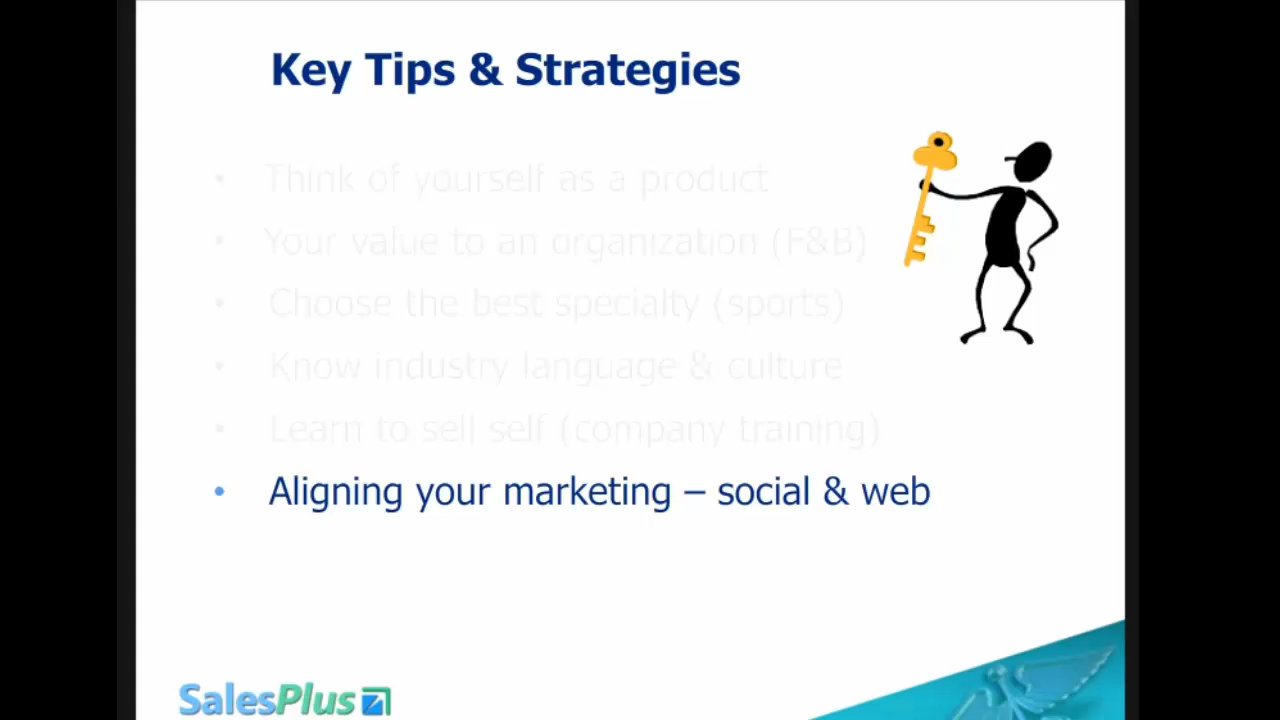 Key Tips & Strategies
• Think of yourself as a product
• Your value to an organization (F&B)
• Choose the best specialty (sports)
• Know industry language & culture
• Learn to sell self (company training)
• Aligning your marketing – social & web
SalesPlus